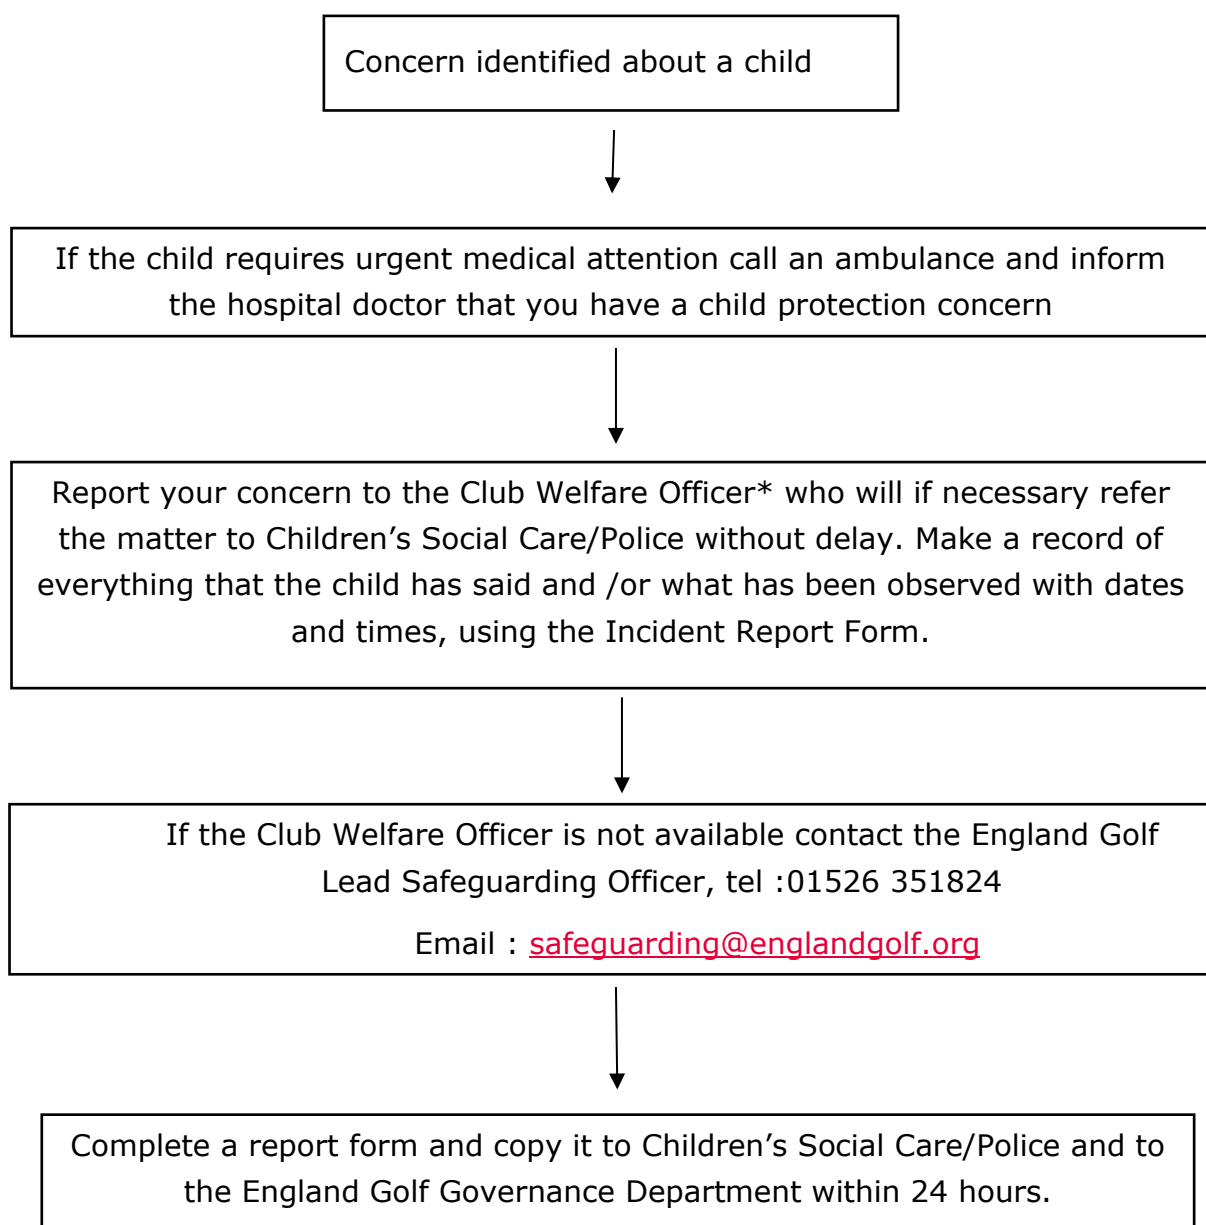 Concern identified about a child
If the child requires urgent medical attention call an ambulance and inform
the hospital doctor that you have a child protection concern
Report your concern to the Club Welfare Officer* who will if necessary refer
the matter to Children’s Social Care/Police without delay. Make a record of
everything that the child has said and /or what has been observed with dates
and times, using the Incident Report Form.
If the Club Welfare Officer is not available contact the England Golf
Lead Safeguarding Officer, tel :01526 351824
Email : safeguarding@englandgolf.org
Complete a report form and copy it to Children’s Social Care/Police and to
the England Golf Governance Department within 24 hours.